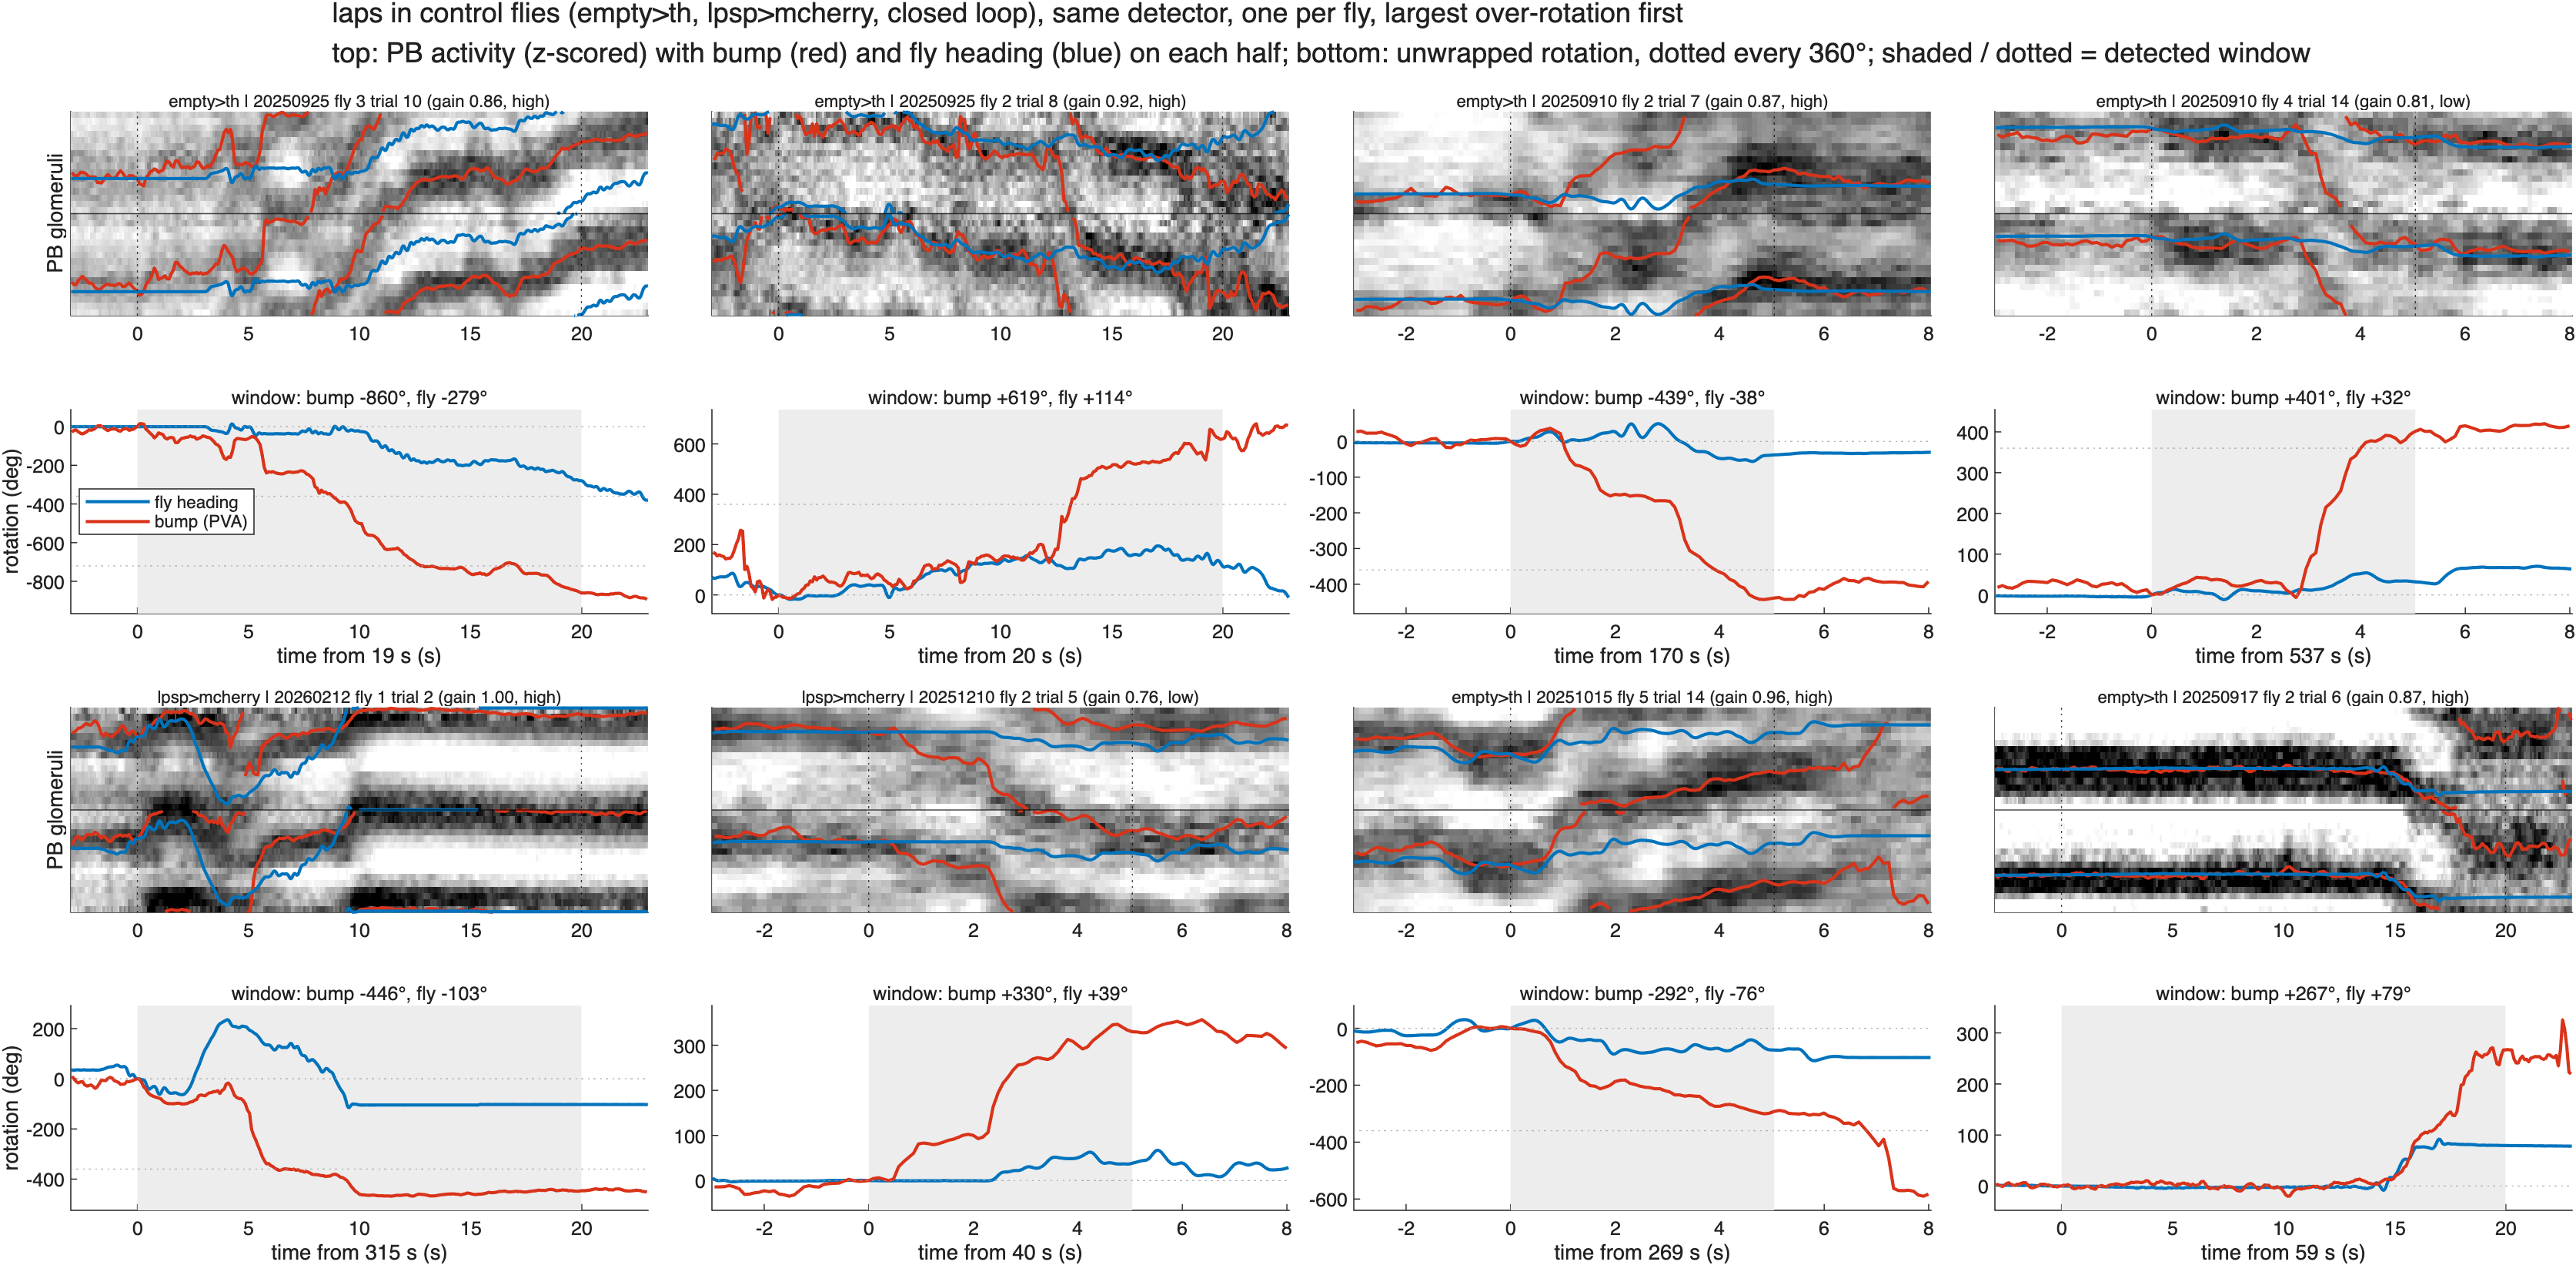 laps in control flies (empty>th, lpsp>mcherry, closed loop), same detector, one per fly, largest over-rotation first
top: PB activity (z-scored) with bump (red) and fly heading (blue) on each half; bottom: unwrapped rotation, dotted every 360°; shaded / dotted = detected window
empty>th | 20250925 fly 3 trial 10 (gain 0.86, high)
empty>th | 20250925 fly 2 trial 8 (gain 0.92, high)
empty>th | 20250910 fly 2 trial 7 (gain 0.87, high)
empty>th | 20250910 fly 4 trial 14 (gain 0.81, low)
PB glomeruli
0 5 10 15 20
0 5 10 15 20
-2 0 2 4 6 8
-2 0 2 4 6 8
window: bump -860°, fly -279°
window: bump +619°, fly +114°
window: bump -439°, fly -38°
window: bump +401°, fly +32°
rotation (deg)
0
-200
-400
-600
-800
fly heading
bump (PVA)
600
400
200
0
0
-100
-200
-300
-400
400
300
200
100
0
0 5 10 15 20
0 5 10 15 20
-2 0 2 4 6 8
-2 0 2 4 6 8
time from 19 s (s)
time from 20 s (s)
time from 170 s (s)
time from 537 s (s)
lpsp>mcherry | 20260212 fly 1 trial 2 (gain 1.00, high)
lpsp>mcherry | 20251210 fly 2 trial 5 (gain 0.76, low)
empty>th | 20251015 fly 5 trial 14 (gain 0.96, high)
empty>th | 20250917 fly 2 trial 6 (gain 0.87, high)
PB glomeruli
0 5 10 15 20
-2 0 2 4 6 8
-2 0 2 4 6 8
0 5 10 15 20
window: bump -446°, fly -103°
window: bump +330°, fly +39°
window: bump -292°, fly -76°
window: bump +267°, fly +79°
rotation (deg)
200
0
-200
-400
300
200
100
0
0
-200
-400
-600
300
200
100
0
0 5 10 15 20
-2 0 2 4 6 8
-2 0 2 4 6 8
0 5 10 15 20
time from 315 s (s)
time from 40 s (s)
time from 269 s (s)
time from 59 s (s)